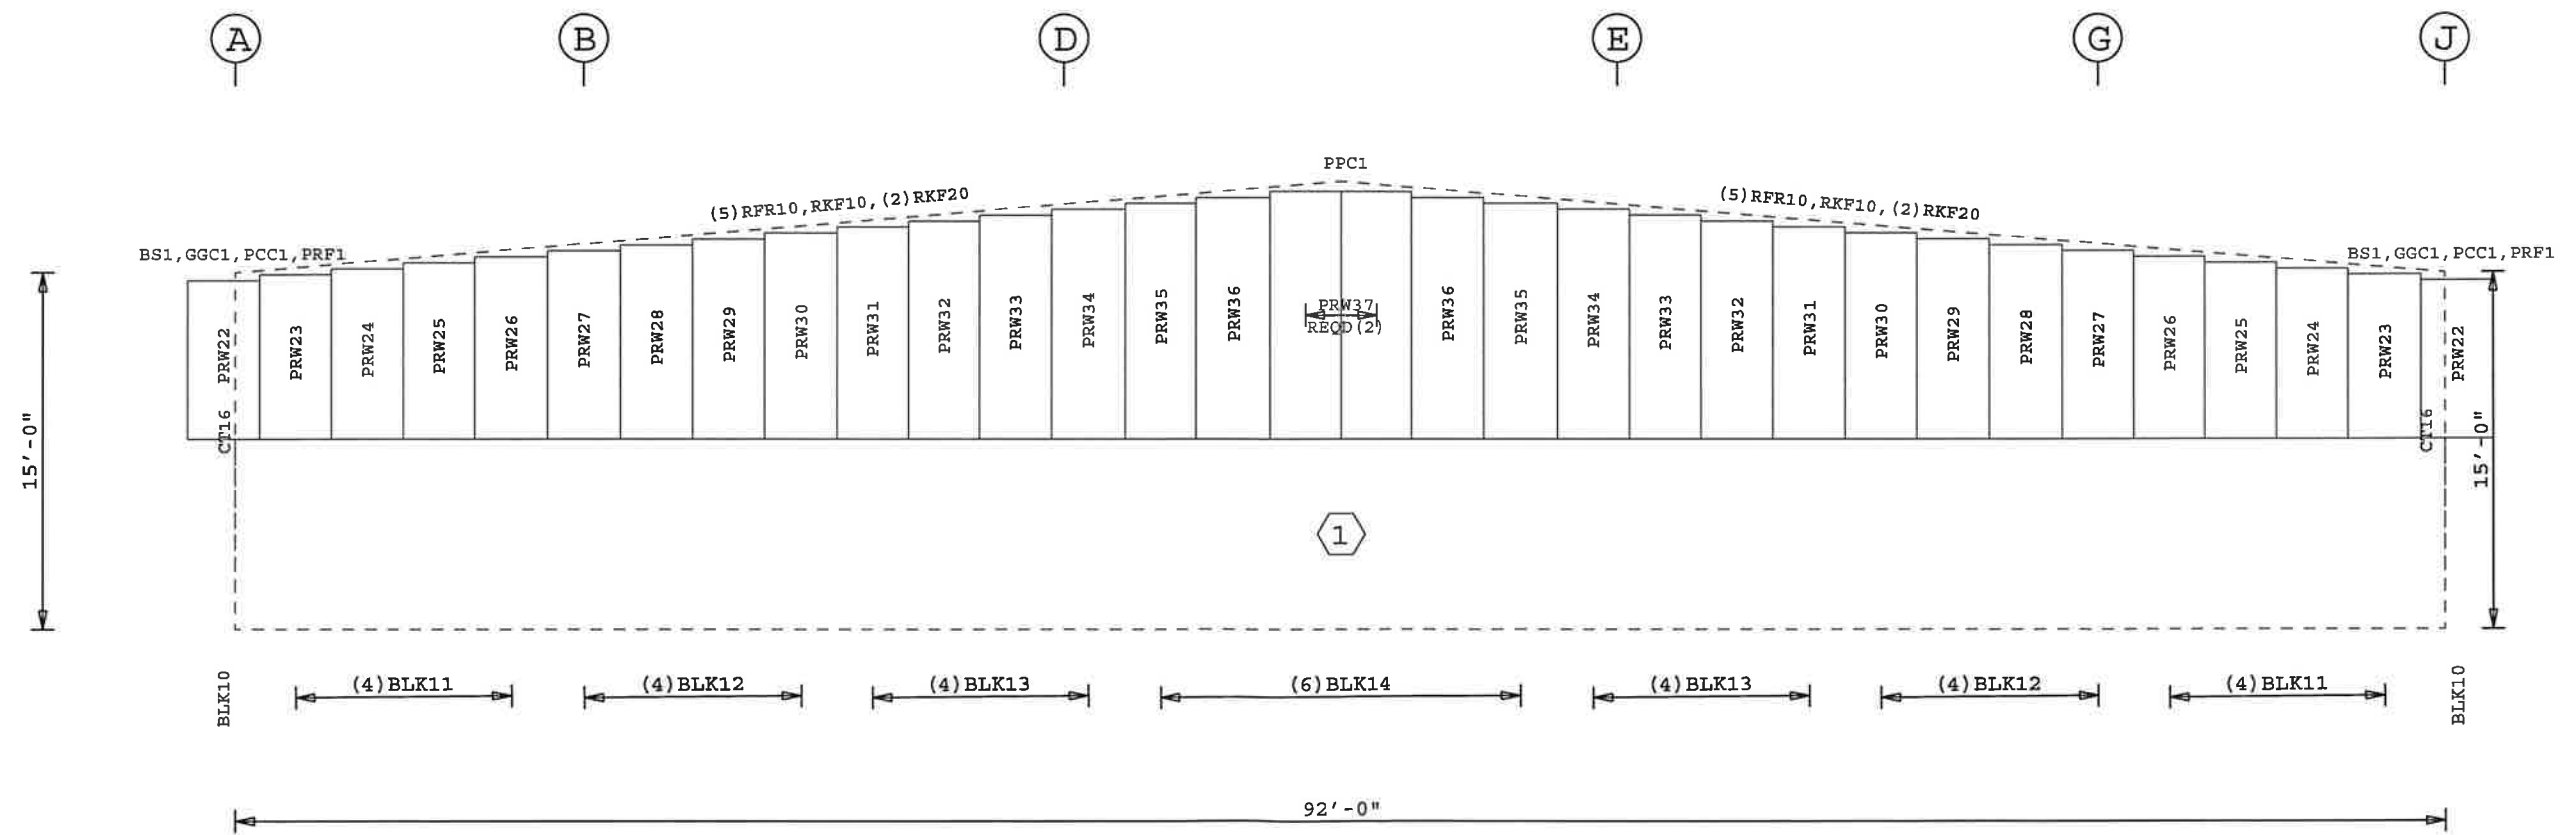 A
B
D
E
G
J
PPC1
(5)RFR10,RKF10,(2)RKF20
(5)RFR10,RKF10,(2)RKF20
BS1,GGC1,PCC1,PRF1
BS1,GGC1,PCC1,PRF1
15'-0"
PRW22
CT16
PRW23
PRW24
PRW25
PRW26
PRW27
PRW28
PRW29
PRW30
PRW31
PRW32
PRW33
PRW34
PRW35
PRW36
PRW37
REQD(2)
PRW36
PRW35
PRW34
PRW33
PRW32
PRW31
PRW30
PRW29
PRW28
PRW27
PRW26
PRW25
PRW24
PRW23
PRW22
CT16
15'-0"
1
BLK10
(4)BLK11
(4)BLK12
(4)BLK13
(6)BLK14
(4)BLK13
(4)BLK12
(4)BLK11
BLK10
92'-0"